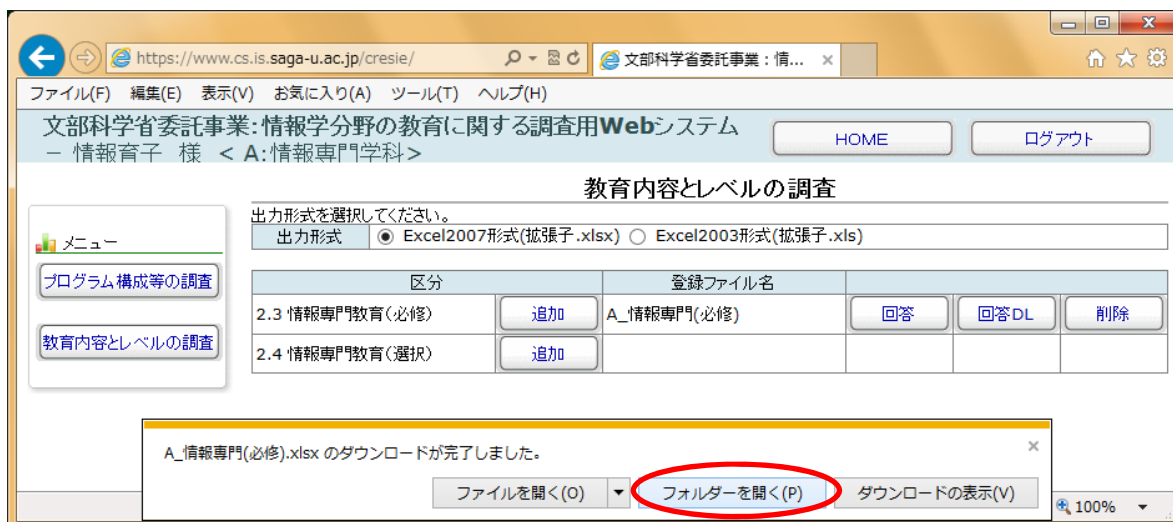 https://www.cs.is.saga-u.ac.jp/cresie/
文部科学省委託事業：情...
ファイル(F) 編集(E) 表示(V) お気に入り(A) ツール(T) ヘルプ(H)
文部科学省委託事業:情報学分野の教育に関する調査用Webシステム
− 情報育子 様 < A:情報専門学科>
HOME
ログアウト
メニュー
プログラム構成等の調査
教育内容とレベルの調査
教育内容とレベルの調査
出力形式を選択してください。
出力形式 Excel2007形式(拡張子.xlsx) Excel2003形式(拡張子.xls)
区分 登録ファイル名
2.3 情報専門教育（必修） 追加 A_情報専門(必修) 回答 回答DL 削除
2.4 情報専門教育（選択） 追加
A_情報専門(必修).xlsx のダウンロードが完了しました。
ファイルを開く(O) フォルダーを開く(P) ダウンロードの表示(V)
100%